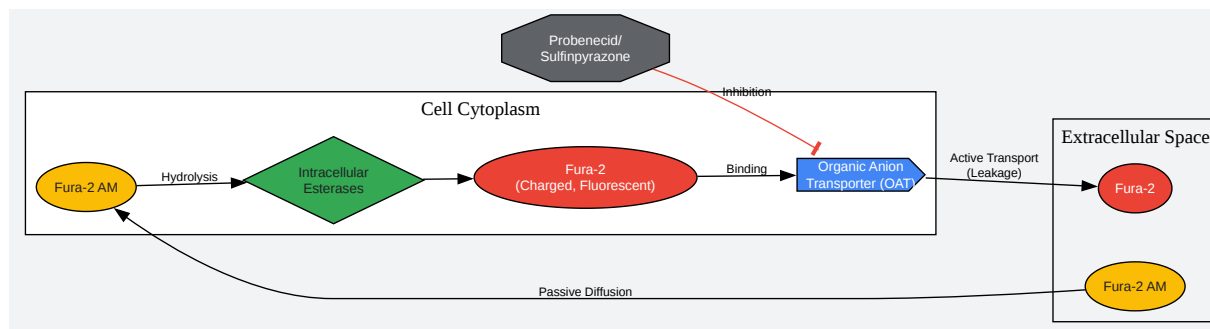 Probenecid/
Sulfinpyrazone
Inhibition
Cell Cytoplasm
Extracellular Space
Fura-2 AM
Hydrolysis
Intracellular
Esterases
Fura-2
(Charged, Fluorescent)
Binding
Organic Anion
Transporter (OAT)
Active Transport
(Leakage)
Fura-2
Fura-2 AM
Passive Diffusion